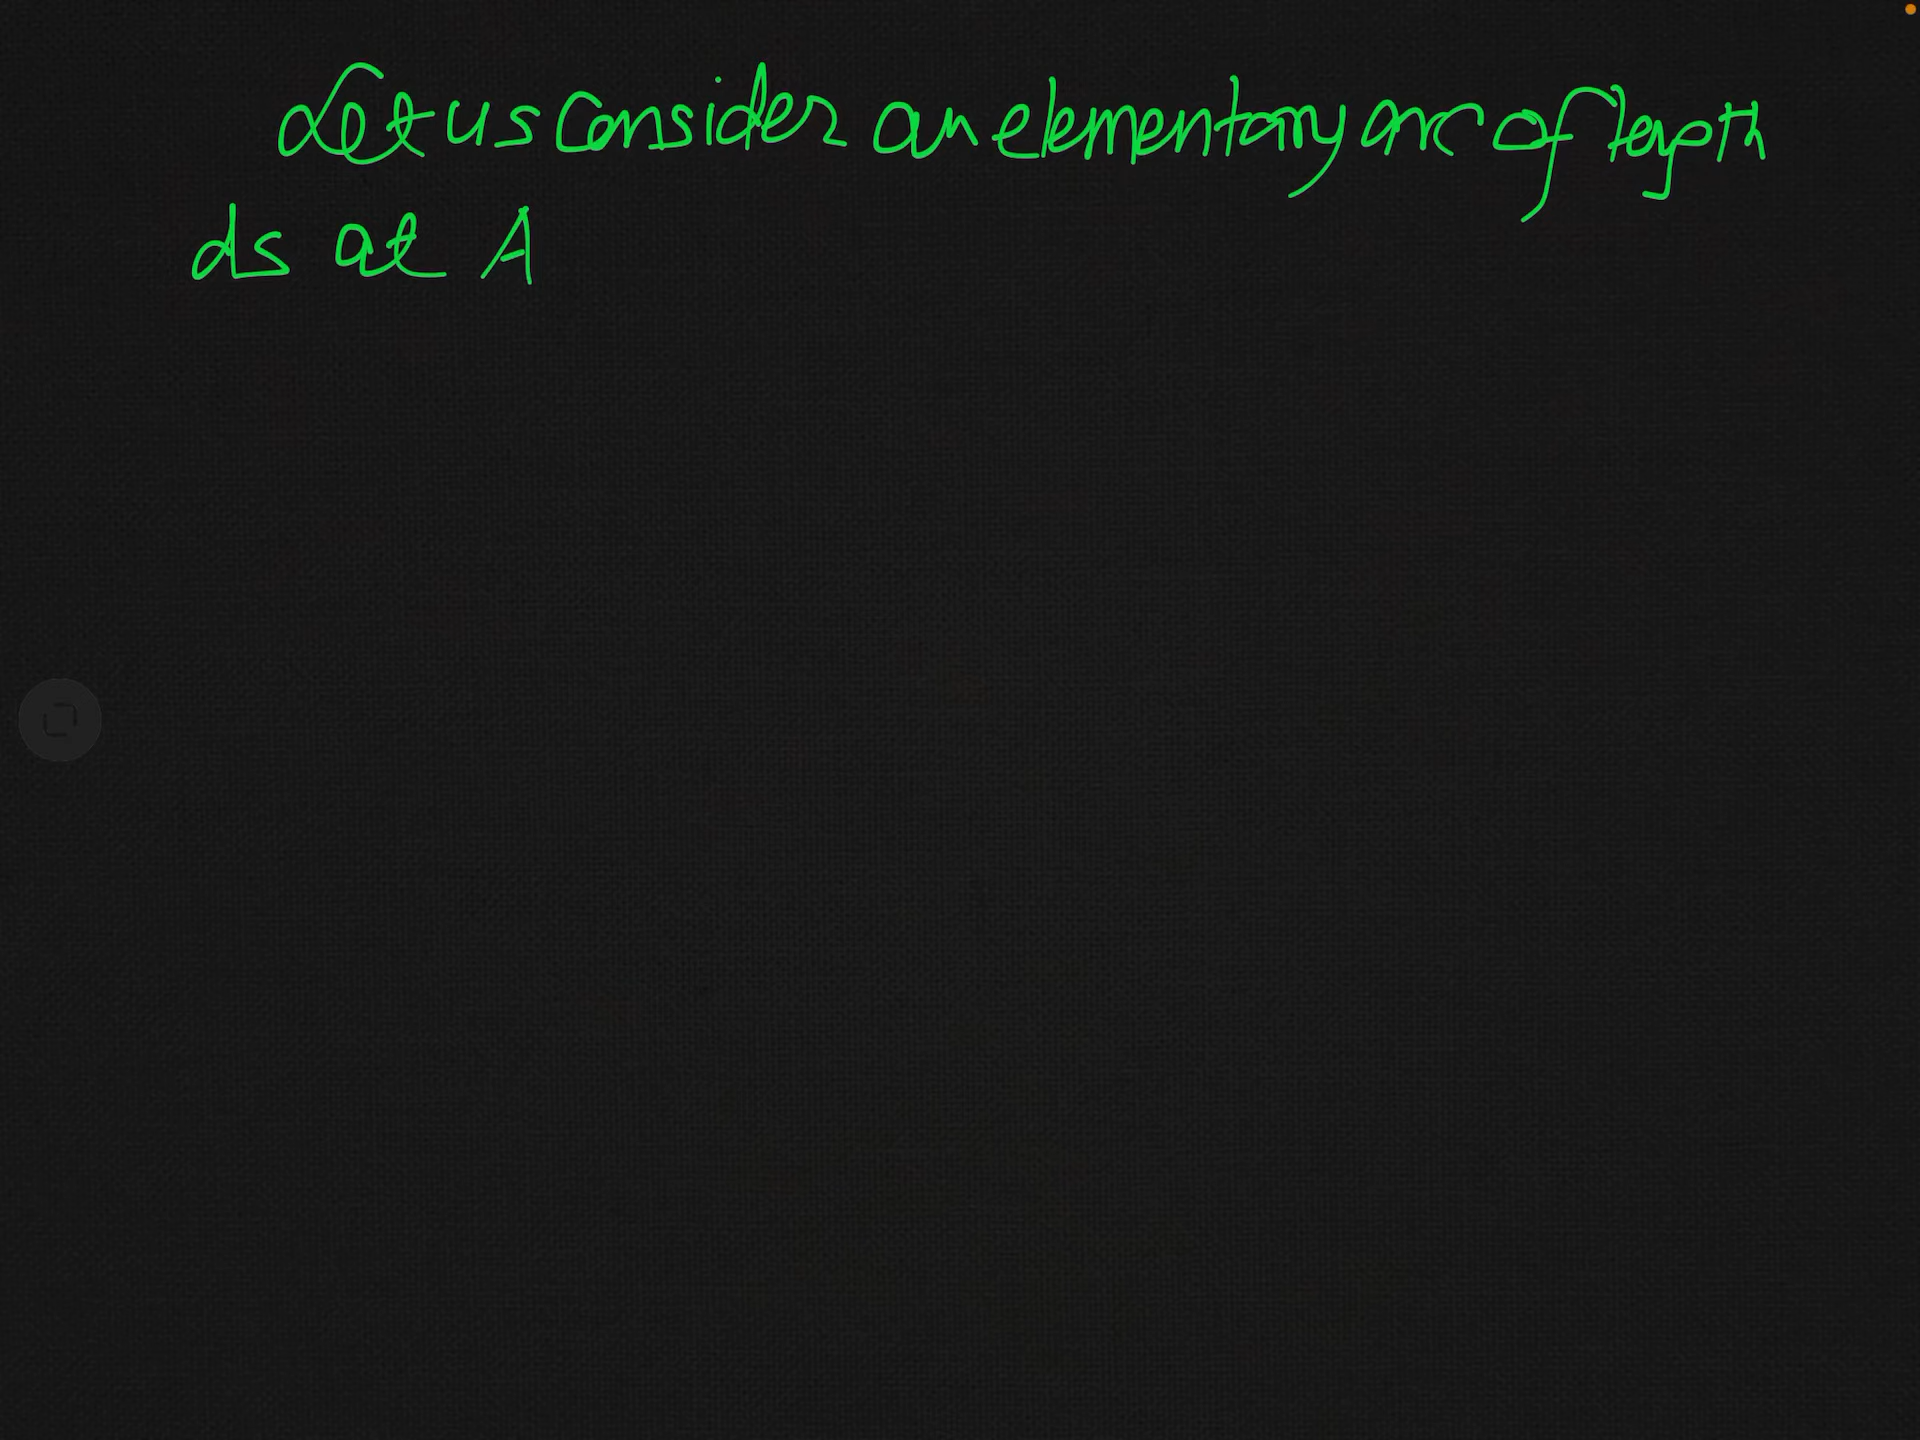 Let us consider an elementary arc of length
ds at A